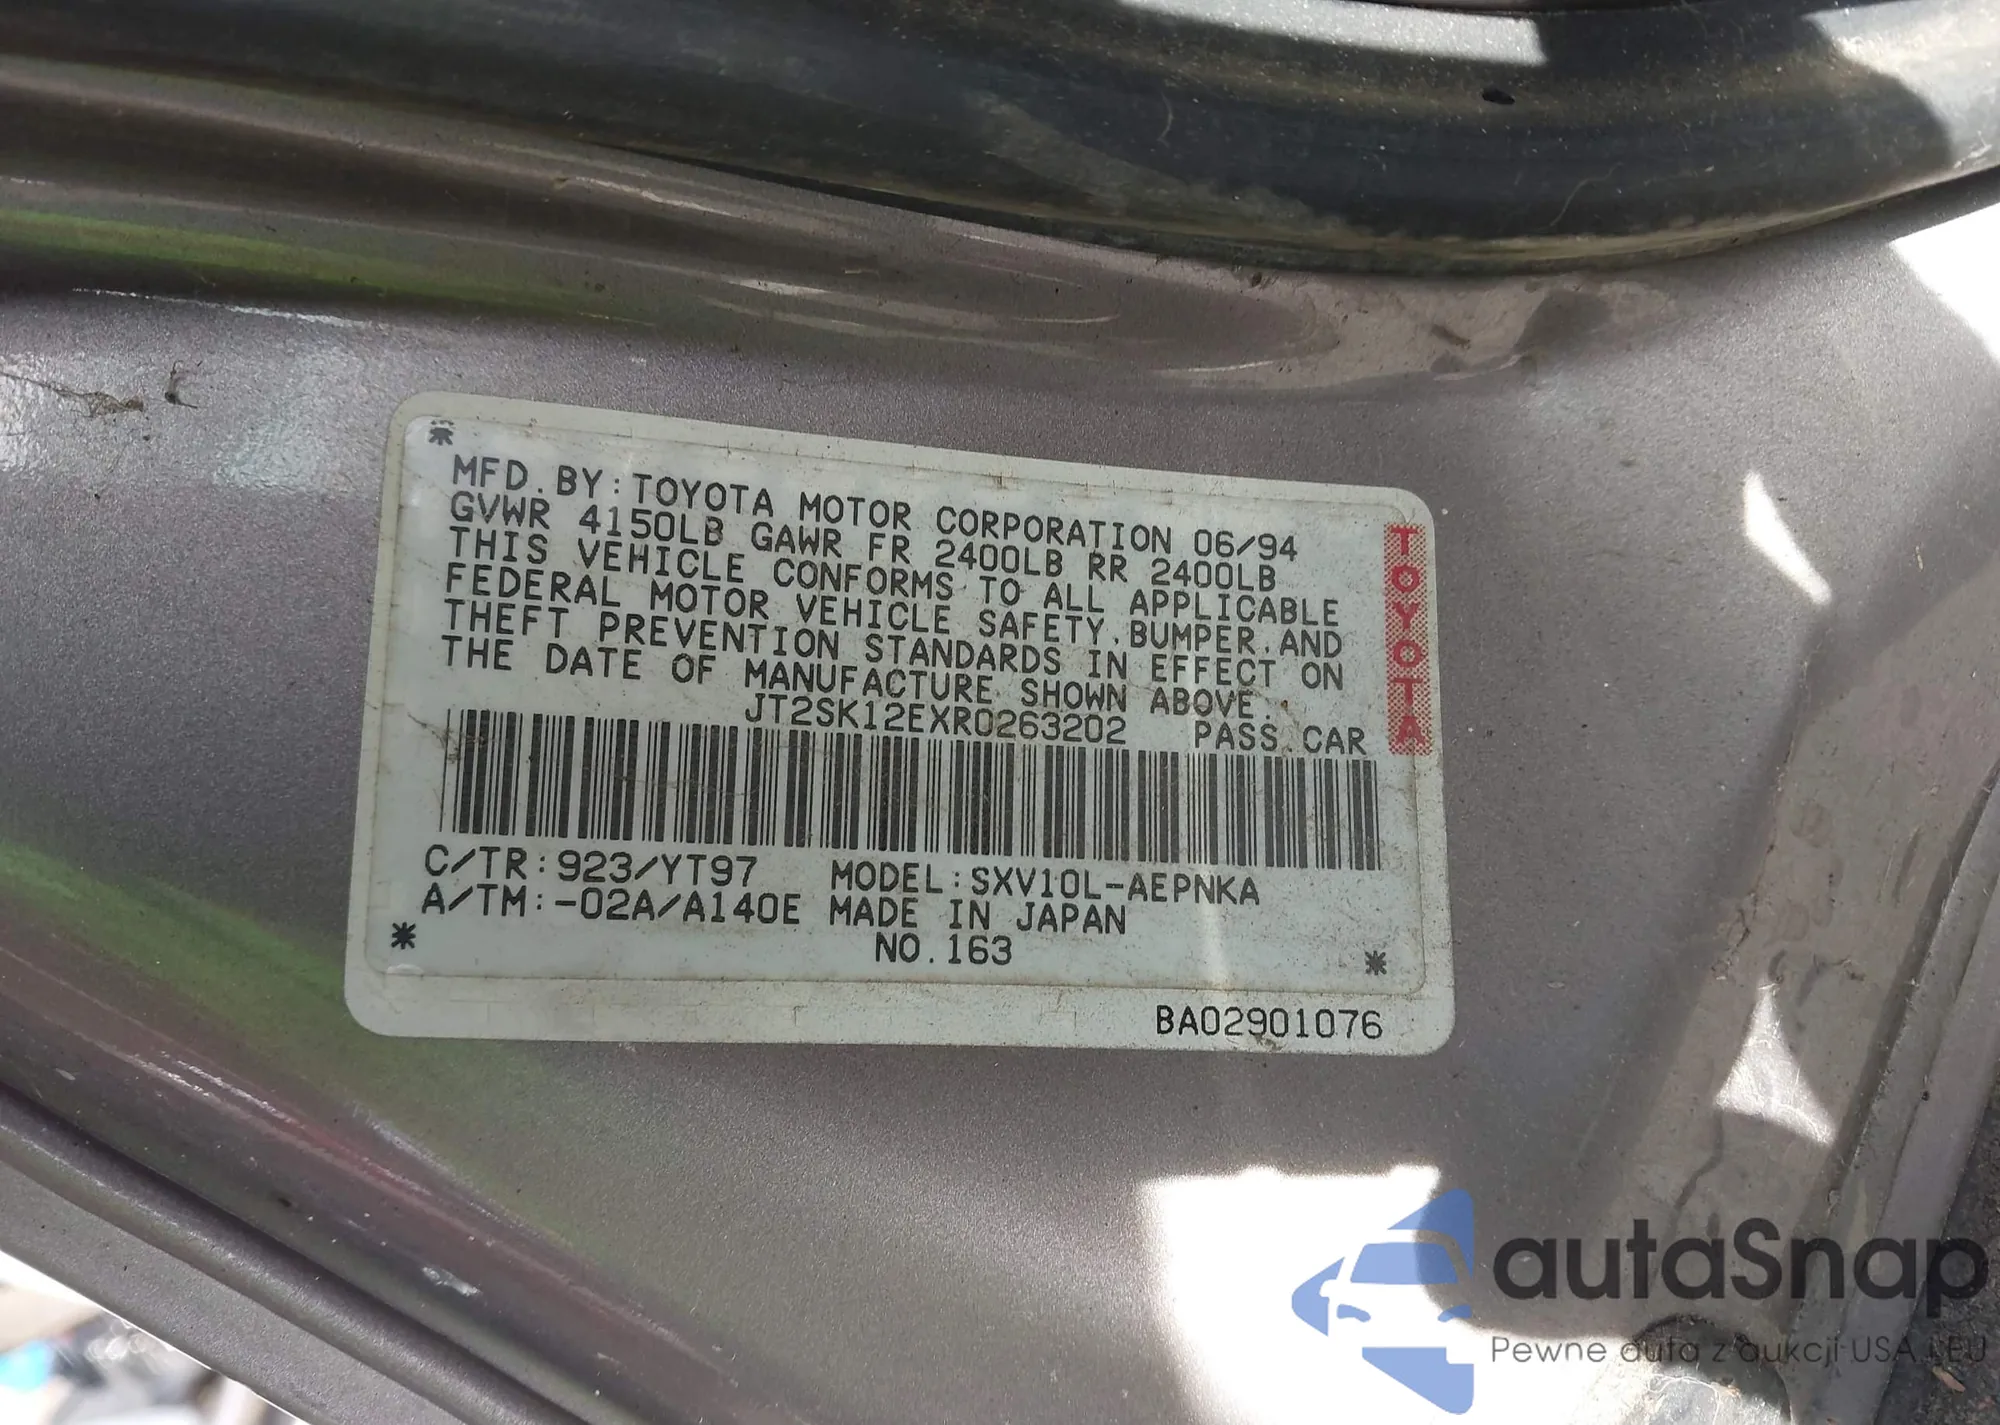 MFD. BY: TOYOTA MOTOR CORPORATION 06/94
GVWR 4150LB GAWR FR 2400LB RR 2400LB
THIS VEHICLE CONFORMS TO ALL APPLICABLE
FEDERAL MOTOR VEHICLE SAFETY, BUMPER, AND
THEFT PREVENTION STANDARDS IN EFFECT ON
THE DATE OF MANUFACTURE SHOWN ABOVE.
JT2SK12EXR0263202 PASS. CAR
C/TR: 923/YT97 MODEL: SXV10L-AEPNKA
A/TM: -02A/A140E MADE IN JAPAN
NO. 163
BA02901076
TOYOTA
autaSnap
Pewne auta z aukcji USA i EU